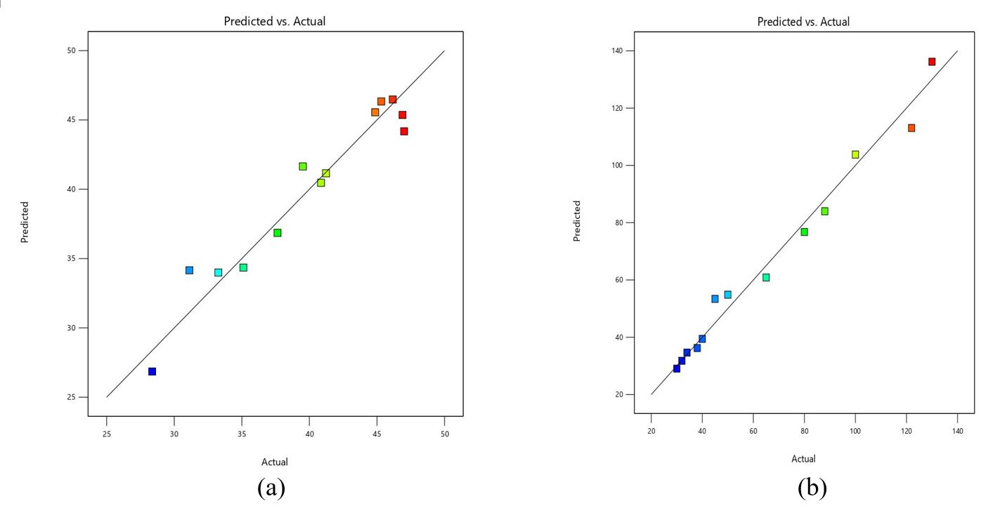 Predicted vs. Actual
50
45
40
35
30
25
Predicted
25 30 35 40 45 50
Actual
(a)
Predicted vs. Actual
140
120
100
80
60
40
20
Predicted
20 40 60 80 100 120 140
Actual
(b)